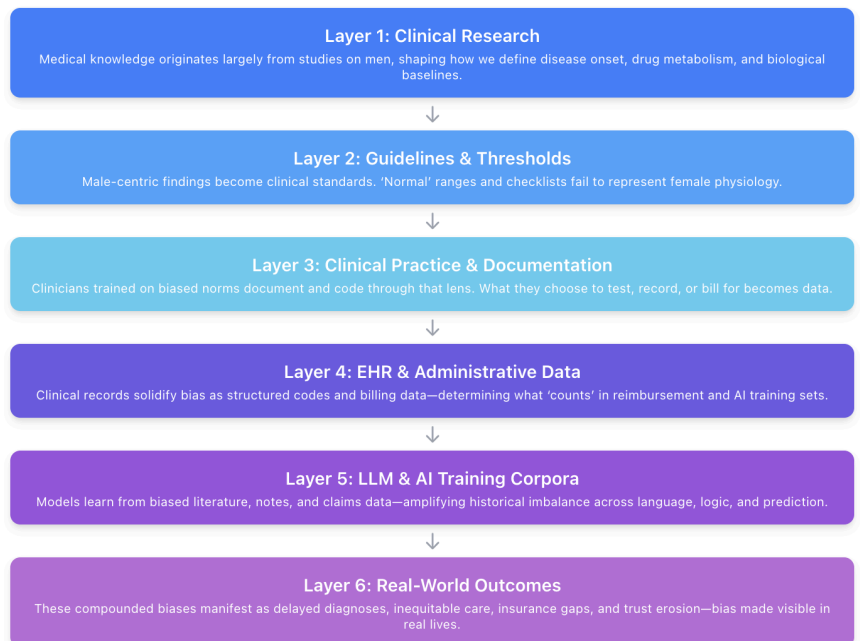 Layer 1: Clinical Research
Medical knowledge originates largely from studies on men, shaping how we define disease onset, drug metabolism, and biological
baselines.
Layer 2: Guidelines & Thresholds
Male-centric findings become clinical standards. ‘Normal’ ranges and checklists fail to represent female physiology.
Layer 3: Clinical Practice & Documentation
Clinicians trained on biased norms document and code through that lens. What they choose to test, record, or bill for becomes data.
Layer 4: EHR & Administrative Data
Clinical records solidify bias as structured codes and billing data—determining what ‘counts’ in reimbursement and AI training sets.
Layer 5: LLM & AI Training Corpora
Models learn from biased literature, notes, and claims data—amplifying historical imbalance across language, logic, and prediction.
Layer 6: Real-World Outcomes
These compounded biases manifest as delayed diagnoses, inequitable care, insurance gaps, and trust erosion—bias made visible in
real lives.